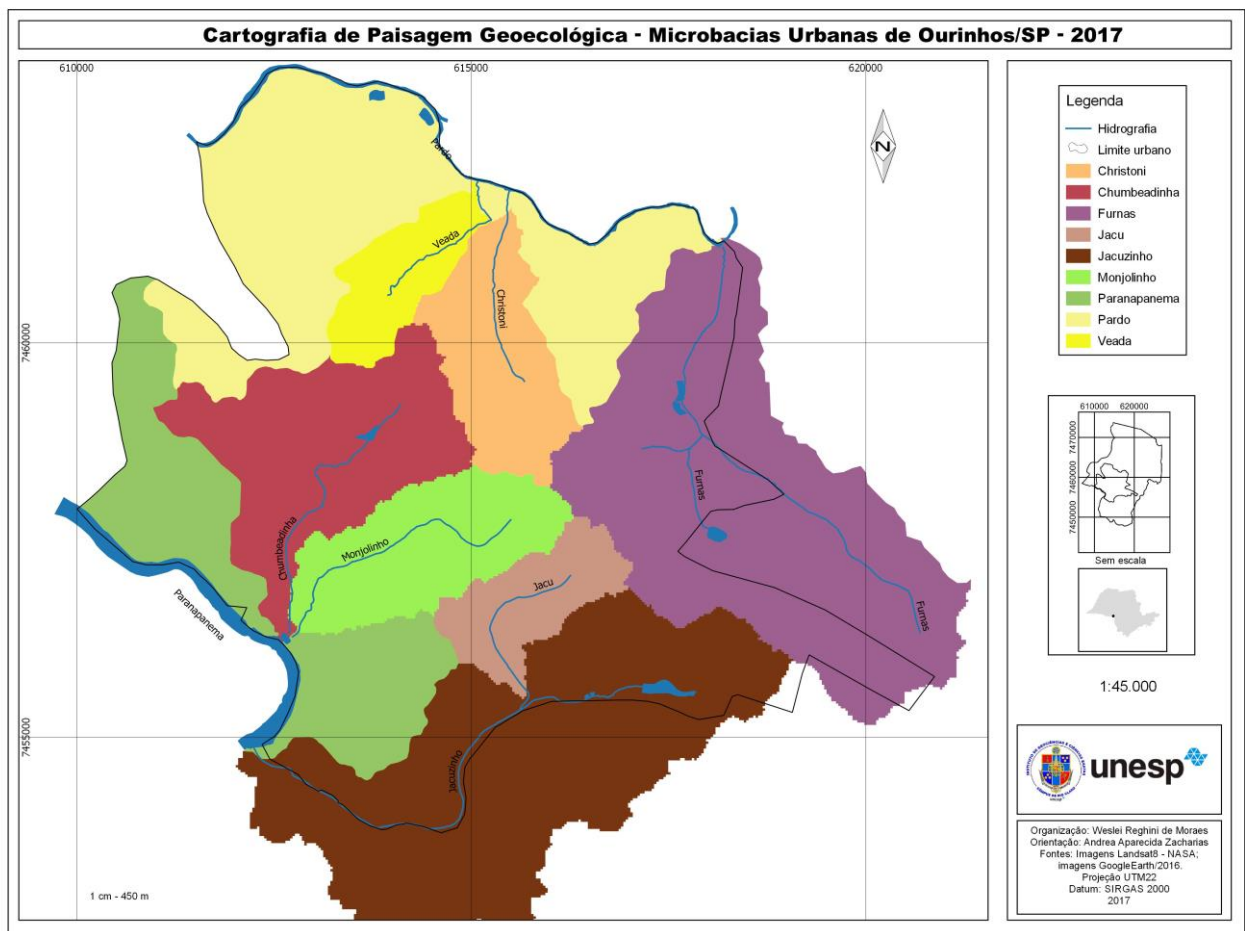 Cartografia de Paisagem Geoecológica - Microbacias Urbanas de Ourinhos/SP - 2017
610000
615000
620000
7460000
7455000
Pardo
Veada
Christoni
Chumbeadinha
Monjolinho
Furnas
Furnas
Jacu
Paranapanema
Jacuzinho
1 cm - 450 m
N
Legenda
Hidrografia
Limite urbano
Christoni
Chumbeadinha
Furnas
Jacu
Jacuzinho
Monjolinho
Paranapanema
Pardo
Veada
610000 620000
7470000
7460000
7450000
Sem escala
1:45.000
unesp
Organização: Weslei Reghini de Moraes
Orientação: Andrea Aparecida Zacharias
Fontes: Imagens Landsat8 - NASA;
imagens GoogleEarth/2016.
Projeção UTM22
Datum: SIRGAS 2000
2017